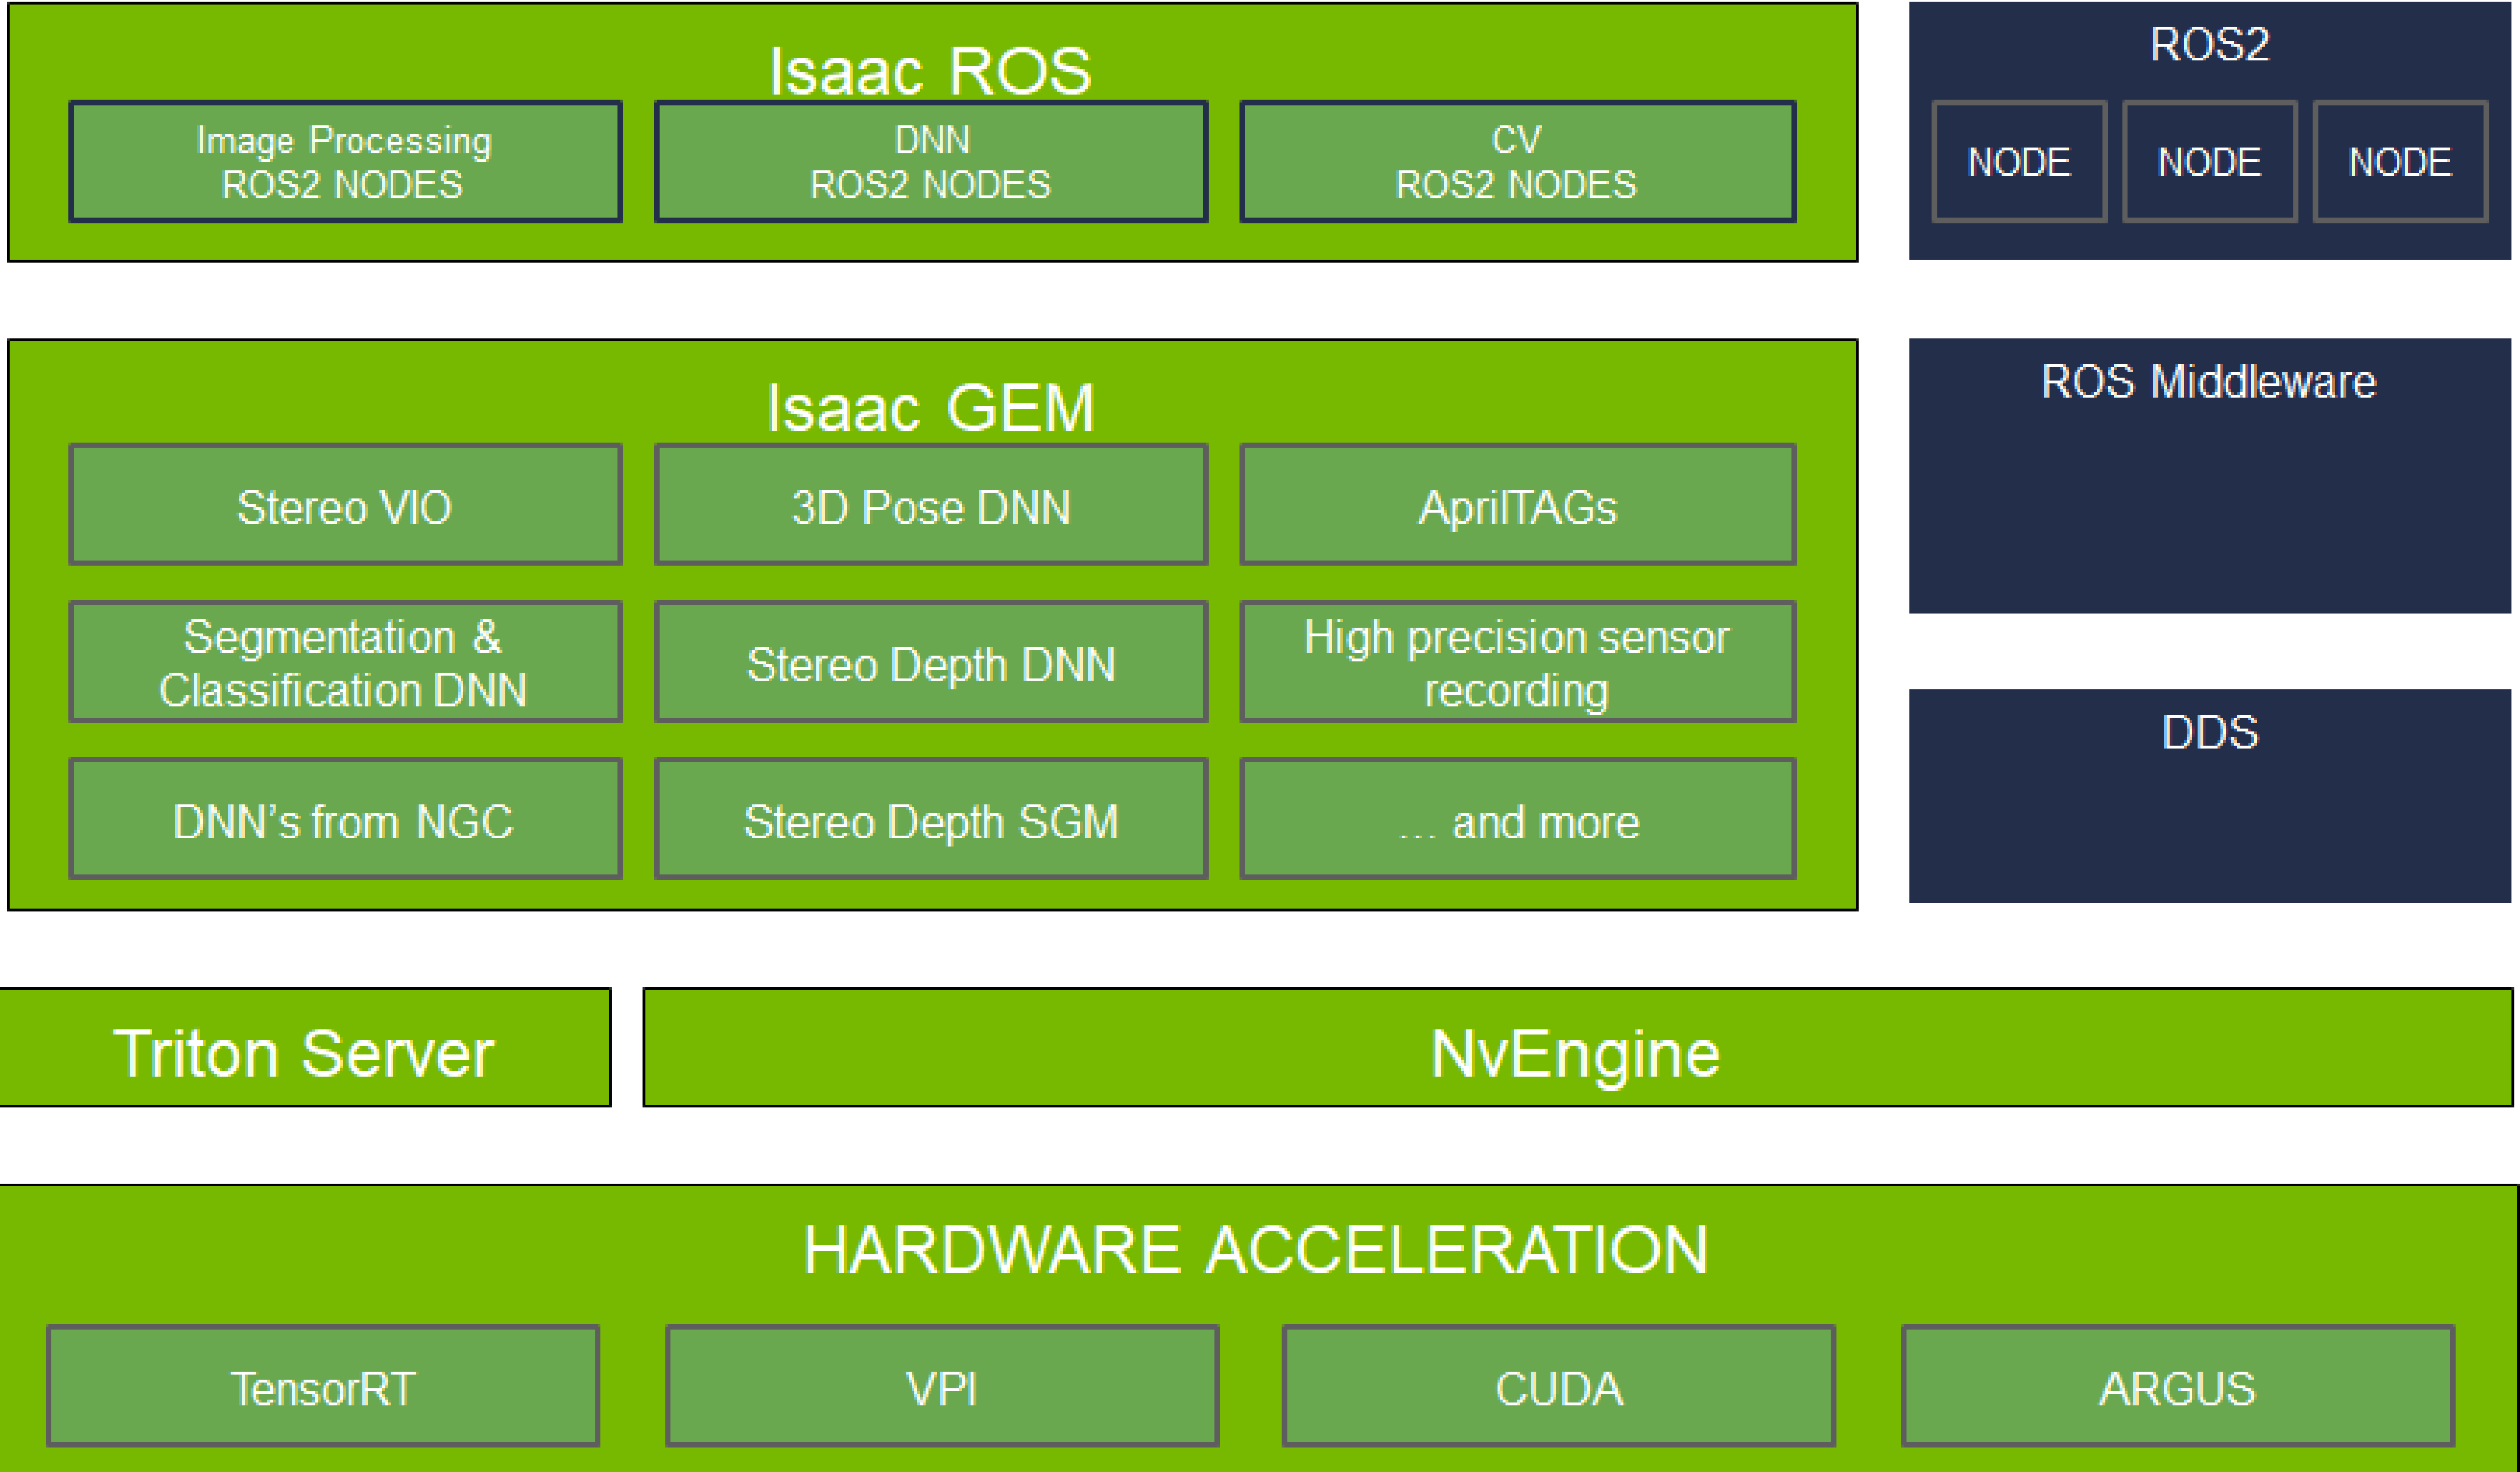 Isaac ROS
Image Processing
ROS2 NODES
DNN
ROS2 NODES
CV
ROS2 NODES
ROS2
NODE
NODE
NODE
Isaac GEM
Stereo VIO
3D Pose DNN
AprilTAGs
Segmentation &
Classification DNN
Stereo Depth DNN
High precision sensor
recording
DNN’s from NGC
Stereo Depth SGM
... and more
ROS Middleware
DDS
Triton Server
NvEngine
HARDWARE ACCELERATION
TensorRT
VPI
CUDA
ARGUS